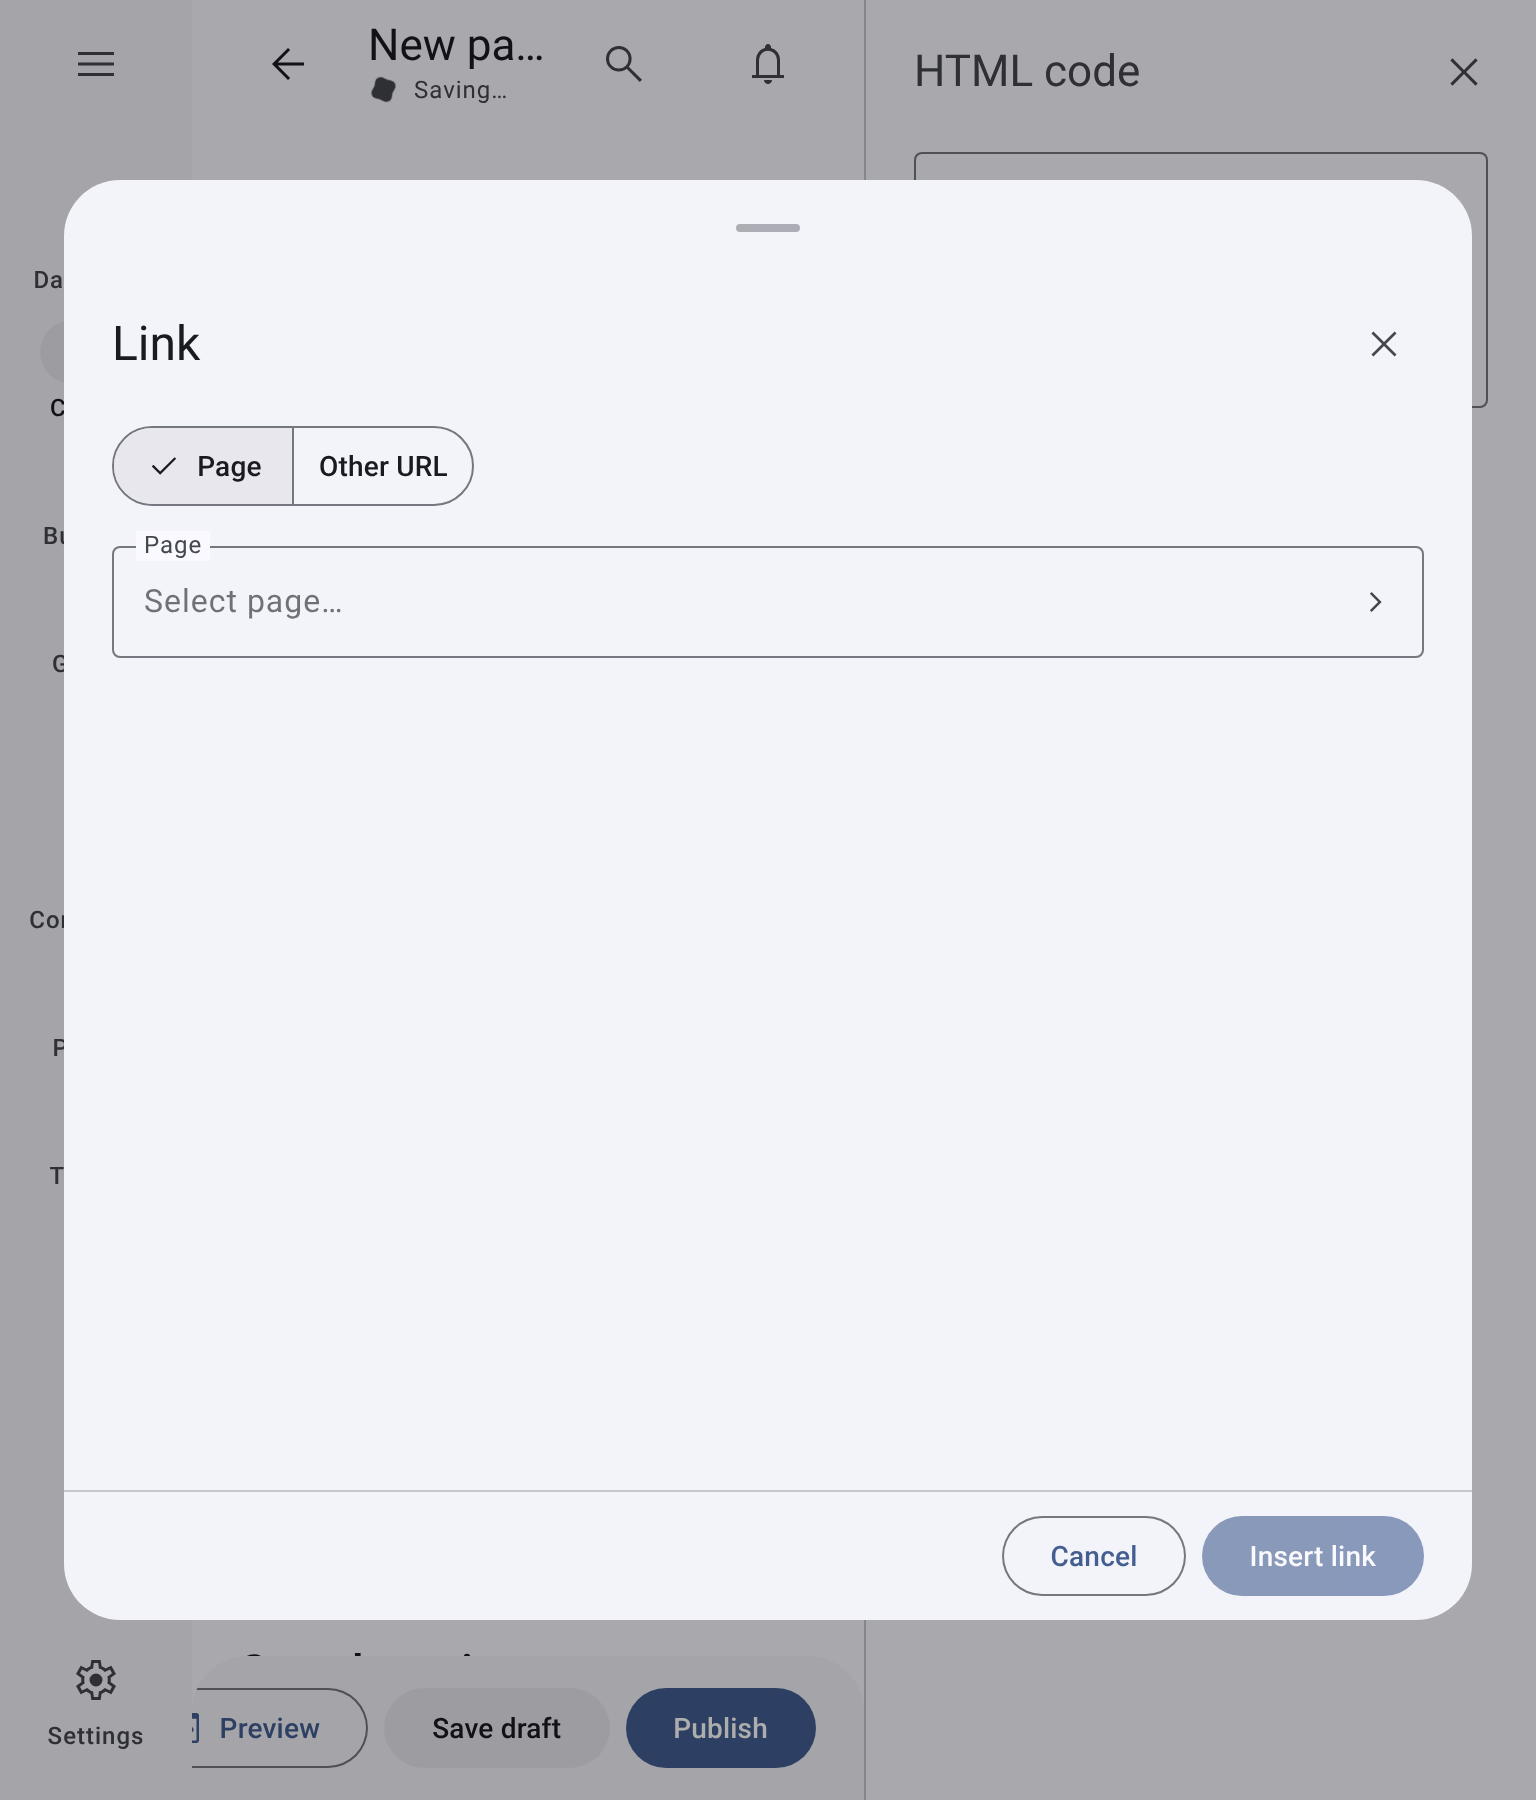 New pa…
Saving…
HTML code
Link
Page
Other URL
Page
Select page…
Cancel
Insert link
Settings
Preview
Save draft
Publish